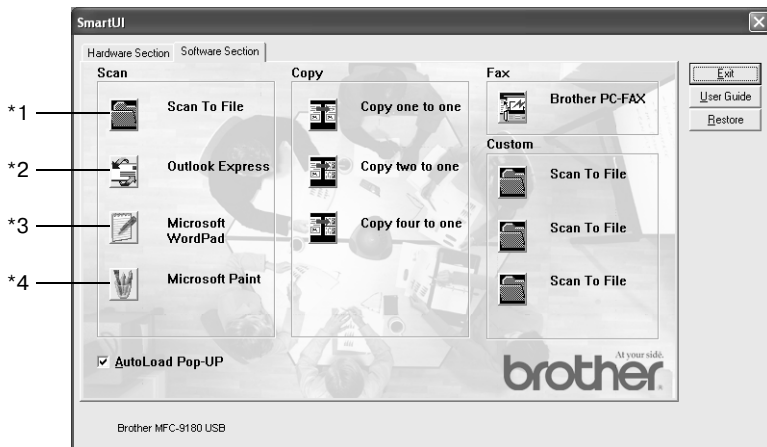 SmartUI
Hardware Section
Software Section
Scan
*1
Scan To File
*2
Outlook Express
*3
Microsoft
WordPad
*4
Microsoft Paint
Copy
Copy one to one
Copy two to one
Copy four to one
Fax
Brother PC-FAX
Custom
Scan To File
Scan To File
Scan To File
Exit
User Guide
Restore
AutoLoad Pop-UP
At your side.
brother
Brother MFC-9180 USB